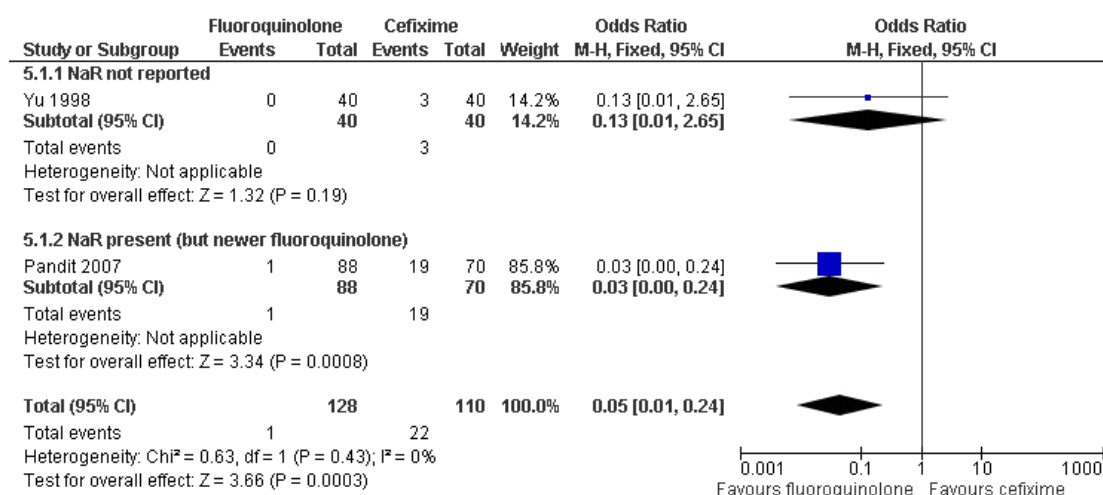 Fluoroquinolone Cefixime Odds Ratio Odds Ratio
Study or Subgroup Events Total Events Total Weight M-H, Fixed, 95% CI M-H, Fixed, 95% CI
5.1.1 NaR not reported
Yu 1998 0 40 3 40 14.2% 0.13 [0.01, 2.65]
Subtotal (95% CI) 40 40 14.2% 0.13 [0.01, 2.65]
Total events 0 3
Heterogeneity: Not applicable
Test for overall effect: Z = 1.32 (P = 0.19)
5.1.2 NaR present (but newer fluoroquinolone)
Pandit 2007 1 88 19 70 85.8% 0.03 [0.00, 0.24]
Subtotal (95% CI) 88 70 85.8% 0.03 [0.00, 0.24]
Total events 1 19
Heterogeneity: Not applicable
Test for overall effect: Z = 3.34 (P = 0.0008)
Total (95% CI) 128 110 100.0% 0.05 [0.01, 0.24]
Total events 1 22
Heterogeneity: Chi² = 0.63, df = 1 (P = 0.43); I² = 0%
Test for overall effect: Z = 3.66 (P = 0.0003)
0.001 0.1 1 10 1000
Favours fluoroquinolone Favours cefixime